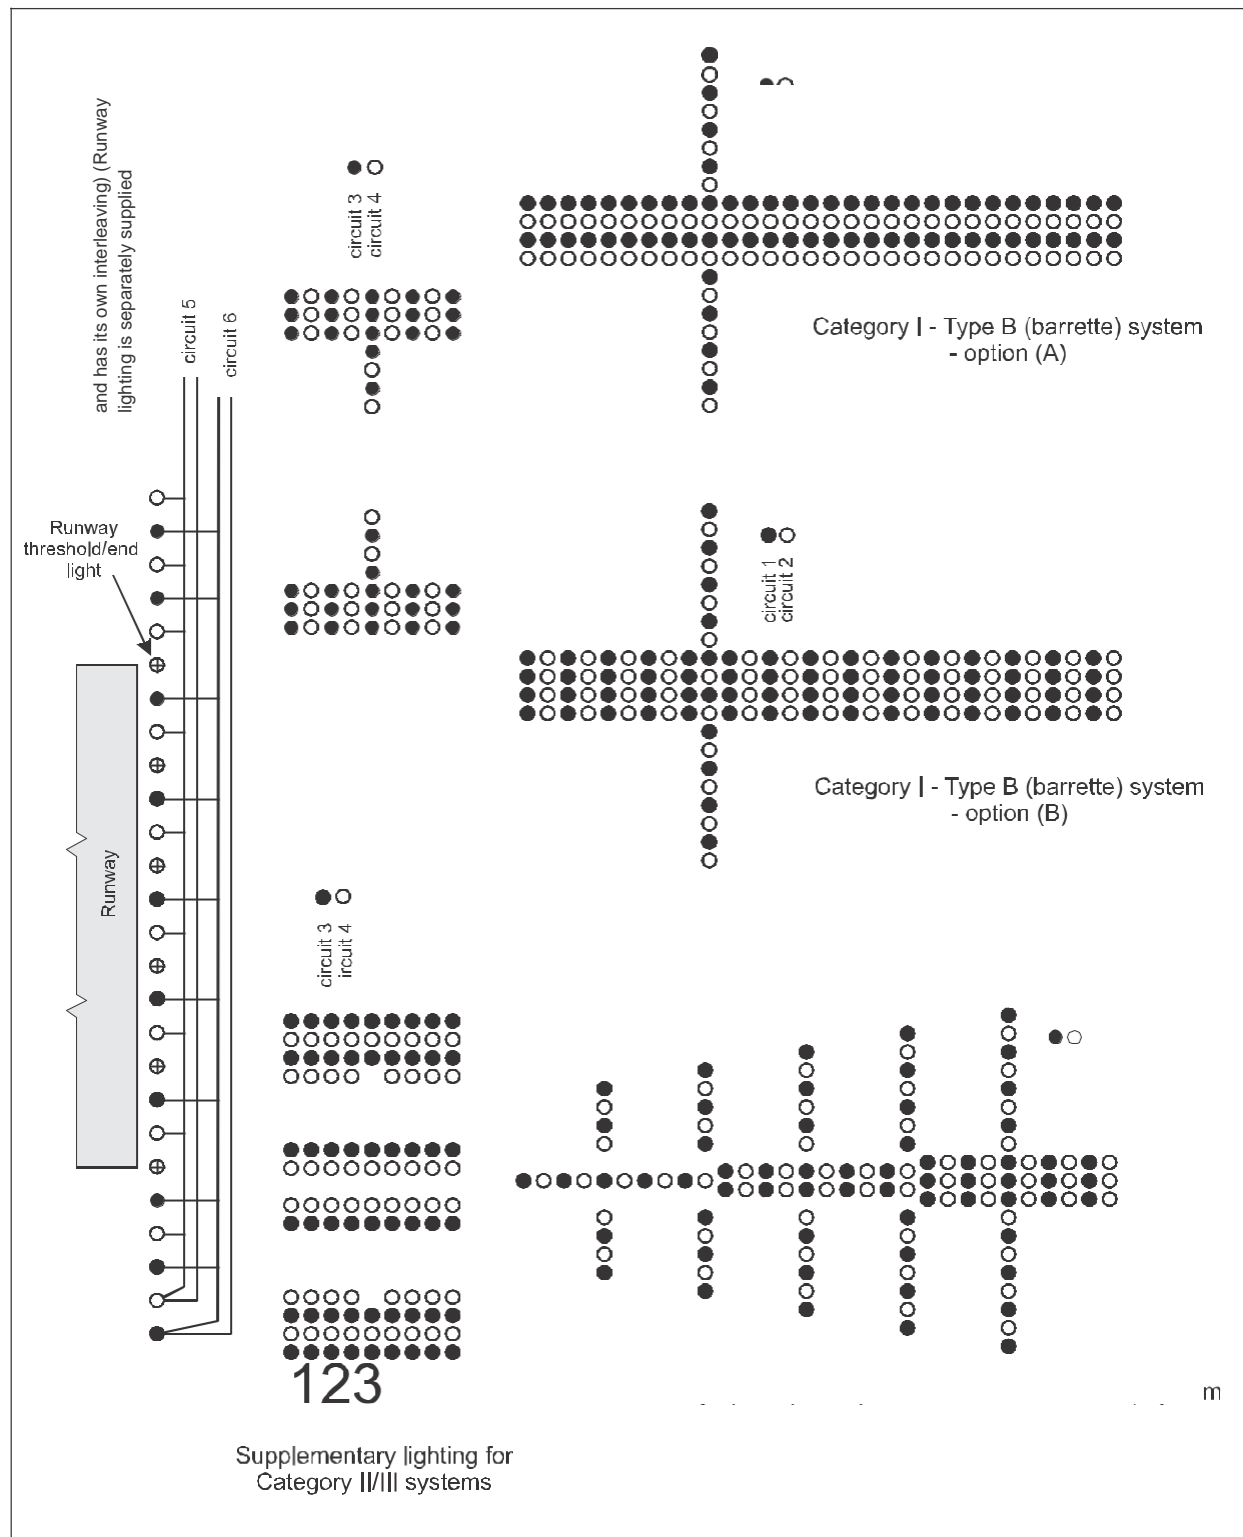 and has its own interleaving) (Runway
lighting is separately supplied
circuit 5
circuit 6
circuit 3
circuit 4
Category I - Type B (barrette) system
- option (A)
Runway
threshold/end
light
circuit 1
circuit 2
Category I - Type B (barrette) system
- option (B)
Runway
circuit 3
ircuit 4
123
m
Supplementary lighting for
Category II/III systems